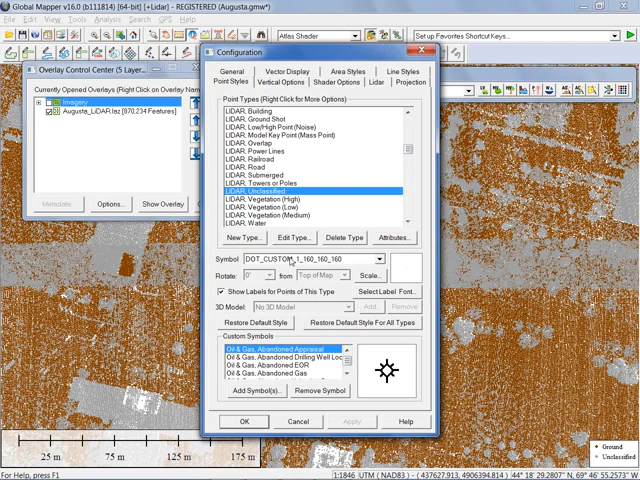 Global Mapper v16.0 (b111814) [64-bit] [+Lidar] - REGISTERED (Augusta.gmw*)
File Edit View Tools Analysis Search GPS Help
Atlas Shader
Set up Favorite Shortcut Keys...
Overlay Control Center (5 Layer...
Currently Opened Overlays (Right Click on Overlay Nam
Imagery
Augusta_LiDAR.laz [870,234 Features]
Metadata...
Options...
Show Overlay
Configuration
General
Vector Display
Area Styles
Line Styles
Point Styles
Vertical Options
Shader Options
Lidar
Projection
Point Types (Right Click for More Options)
LIDAR, Building
LIDAR, Ground Shot
LIDAR, Low/High Point (Noise)
LIDAR, Model Key Point (Mass Point)
LIDAR, Overlap
LIDAR, Power Lines
LIDAR, Railroad
LIDAR, Road
LIDAR, Submerged
LIDAR, Towers or Poles
LIDAR, Unclassified
LIDAR, Vegetation (High)
LIDAR, Vegetation (Low)
LIDAR, Vegetation (Medium)
LIDAR, Water
New Type...
Edit Type...
Delete Type
Attributes...
Symbol
DOT_CUSTOM_1_160_160_160
Rotate:
0°
from
Top of Map
Scale...
Show Labels for Points of This Type
Select Label Font...
3D Model:
No 3D Model
Add...
Remove
Restore Default Style
Restore Default Style For All Types
Custom Symbols
Oil & Gas, Abandoned Appraisal
Oil & Gas, Abandoned Drilling Well Loc
Oil & Gas, Abandoned EOR
Oil & Gas, Abandoned Gas
Add Symbol(s)...
Remove Symbol
OK
Cancel
Apply
Help
25 m
75 m
125 m
175 m
Ground
Unclassified
For Help, press F1
1:1846
UTM (NAD83) - (437627.913, 4906394.814)
44° 18' 29.2807" N, 69° 46' 55.2573" W